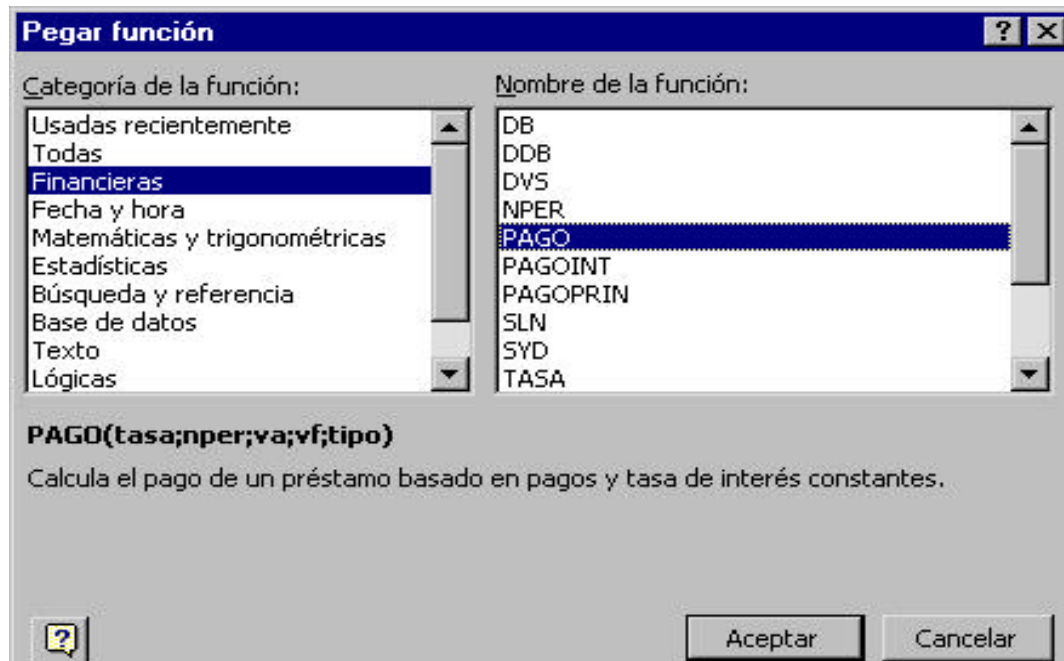 Pegar función
Categoría de la función:
Usadas recientemente
Todas
Financieras
Fecha y hora
Matemáticas y trigonométricas
Estadísticas
Búsqueda y referencia
Base de datos
Texto
Lógicas
Nombre de la función:
DB
DDB
DVS
NPER
PAGO
PAGOINT
PAGOPRIN
SLN
SYD
TASA
PAGO(tasa;nper;va;vf;tipo)
Calcula el pago de un préstamo basado en pagos y tasa de interés constantes.
Aceptar
Cancelar